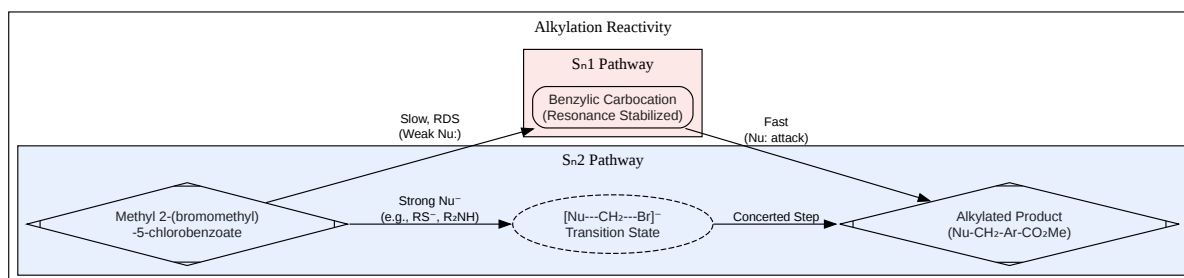 Alkylation Reactivity
Sₙ1 Pathway
Benzylic Carbocation
(Resonance Stabilized)
Slow, RDS
(Weak Nu:)
Fast
(Nu: attack)
Sₙ2 Pathway
Methyl 2-(bromomethyl)
-5-chlorobenzoate
Strong Nu⁻
(e.g., RS⁻, R₂NH)
[Nu---CH₂---Br]⁻
Transition State
Concerted Step
Alkylated Product
(Nu-CH₂-Ar-CO₂Me)